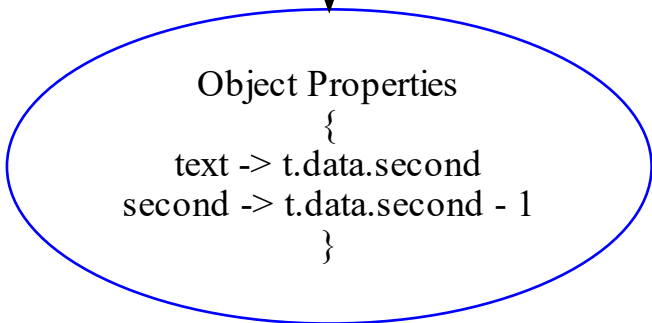 Object Properties
{
text -> t.data.second
second -> t.data.second - 1
}